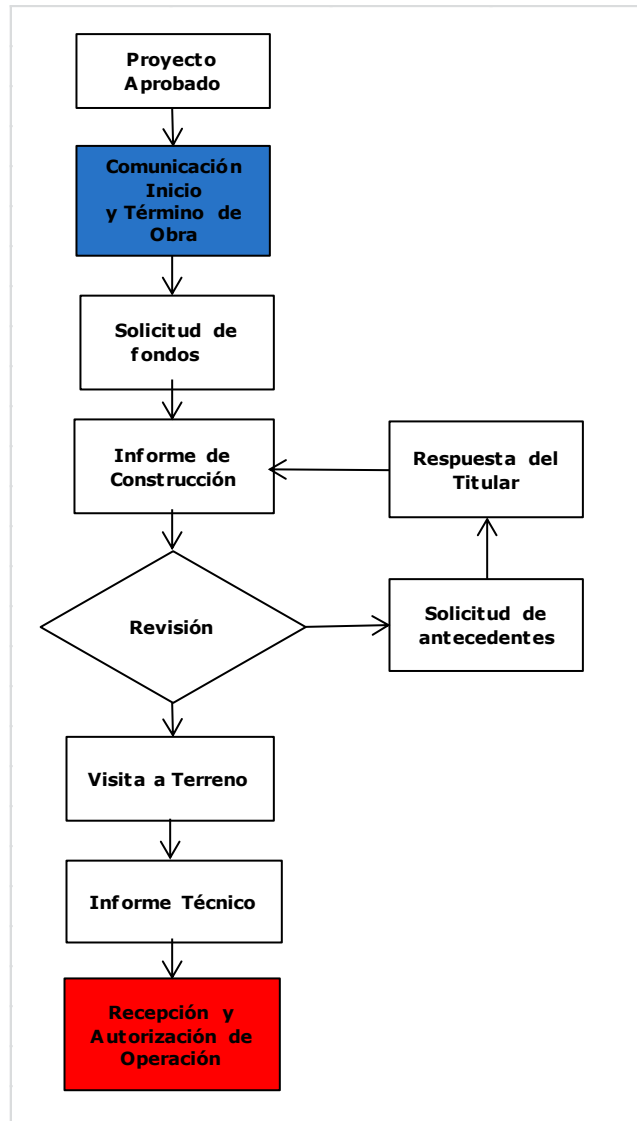 Proyecto
Aprobado
Comunicación
Inicio
y Término de
Obra
Solicitud de
fondos
Informe de
Construcción
Respuesta del
Titular
Revisión
Solicitud de
antecedentes
Visita a Terreno
Informe Técnico
Recepción y
Autorización de
Operación